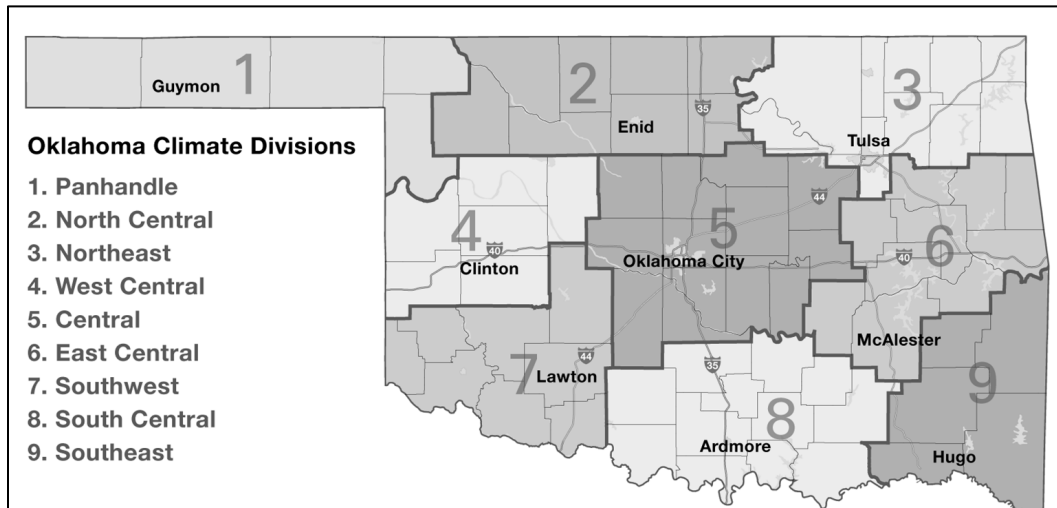 1
Guymon
2
35
Enid
3
Tulsa
Oklahoma Climate Divisions
1. Panhandle
2. North Central
3. Northeast
4. West Central
5. Central
6. East Central
7. Southwest
8. South Central
9. Southeast
4
40
Clinton
5
44
Oklahoma City
6
40
McAlester
7
44
Lawton
35
8
Ardmore
9
Hugo